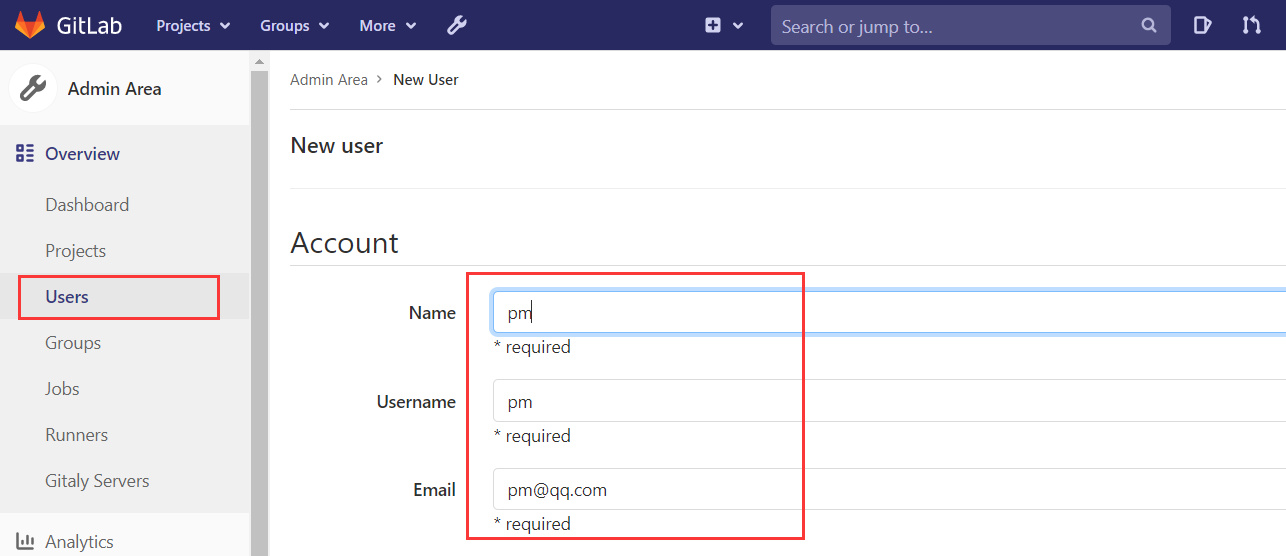 GitLab Projects Groups More Search or jump to...
Admin Area
Overview
Dashboard
Projects
Users
Groups
Jobs
Runners
Gitaly Servers
Analytics
Admin Area › New User
New user
Account
Name pm
* required
Username pm
* required
Email pm@qq.com
* required